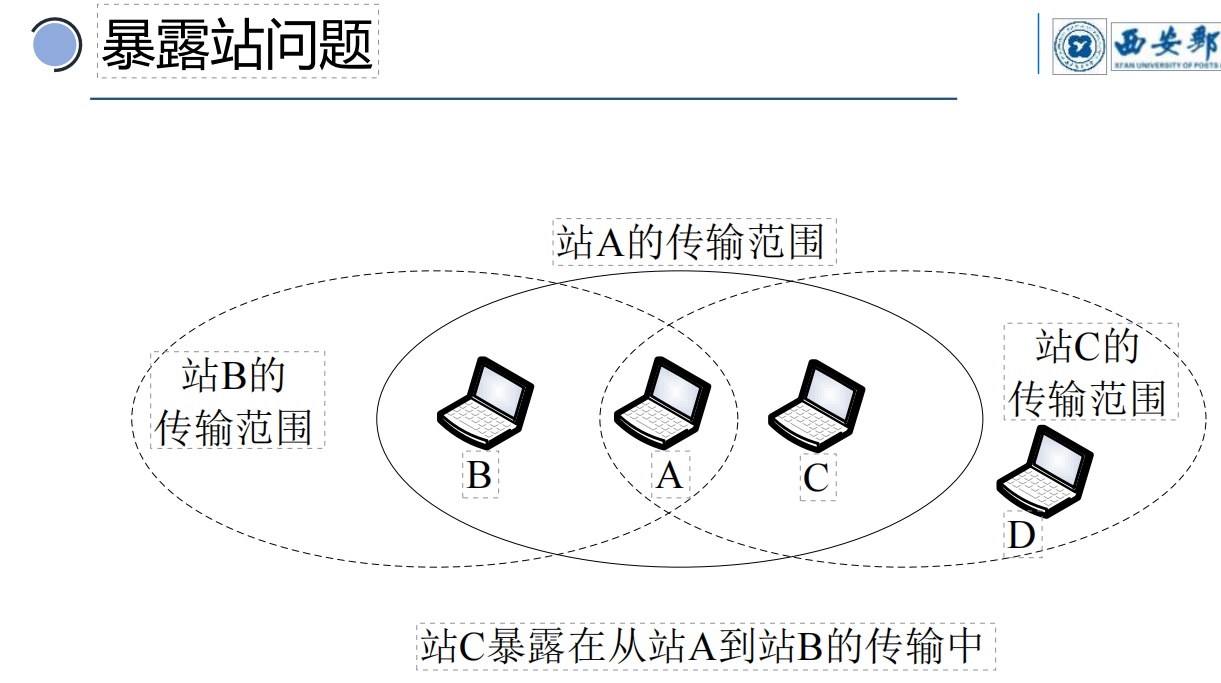 暴露站问题
西安邮
XI'AN UNIVERSITY OF POSTS
站A的传输范围
站B的
传输范围
站C的
传输范围
B
A
C
D
站C暴露在从站A到站B的传输中